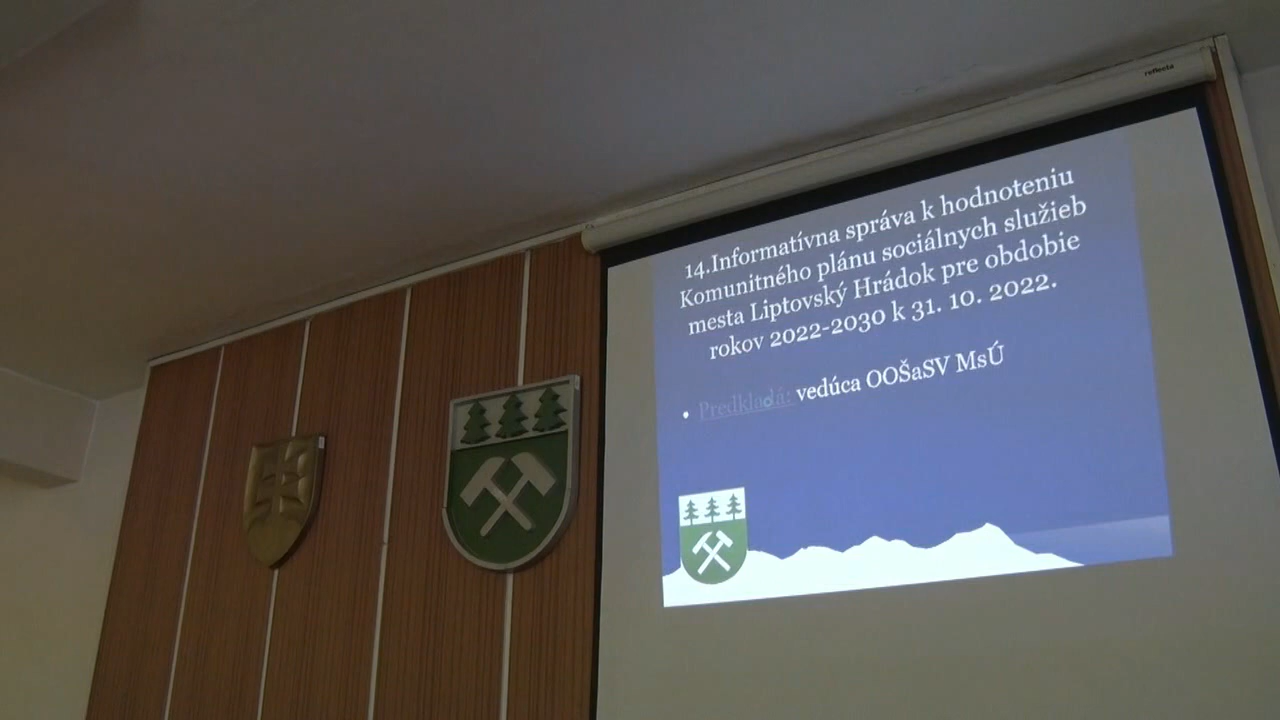 reflecta
14.Informatívna správa k hodnoteniu
Komunitného plánu sociálnych služieb
mesta Liptovský Hrádok pre obdobie
rokov 2022-2030 k 31. 10. 2022.
• Predkladá: vedúca OOŠaSV MsÚ